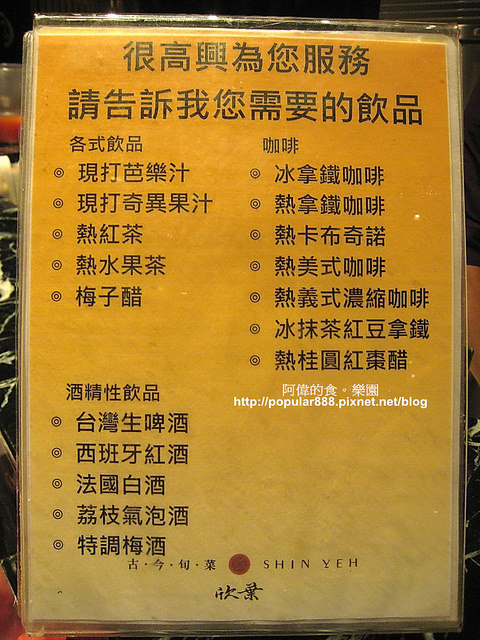 很高興為您服務
請告訴我您需要的飲品
各式飲品
◎ 現打芭樂汁
◎ 現打奇異果汁
◎ 熱紅茶
◎ 熱水果茶
◎ 梅子醋
咖啡
◎ 冰拿鐵咖啡
◎ 熱拿鐵咖啡
◎ 熱卡布奇諾
◎ 熱美式咖啡
◎ 熱義式濃縮咖啡
◎ 冰抹茶紅豆拿鐵
◎ 熱桂圓紅棗醋
阿偉的食。樂園
http://popular888.pixnet.net/blog
酒精性飲品
◎ 台灣生啤酒
◎ 西班牙紅酒
◎ 法國白酒
◎ 荔枝氣泡酒
◎ 特調梅酒
古·今·旬·菜 SHIN YEH
欣葉